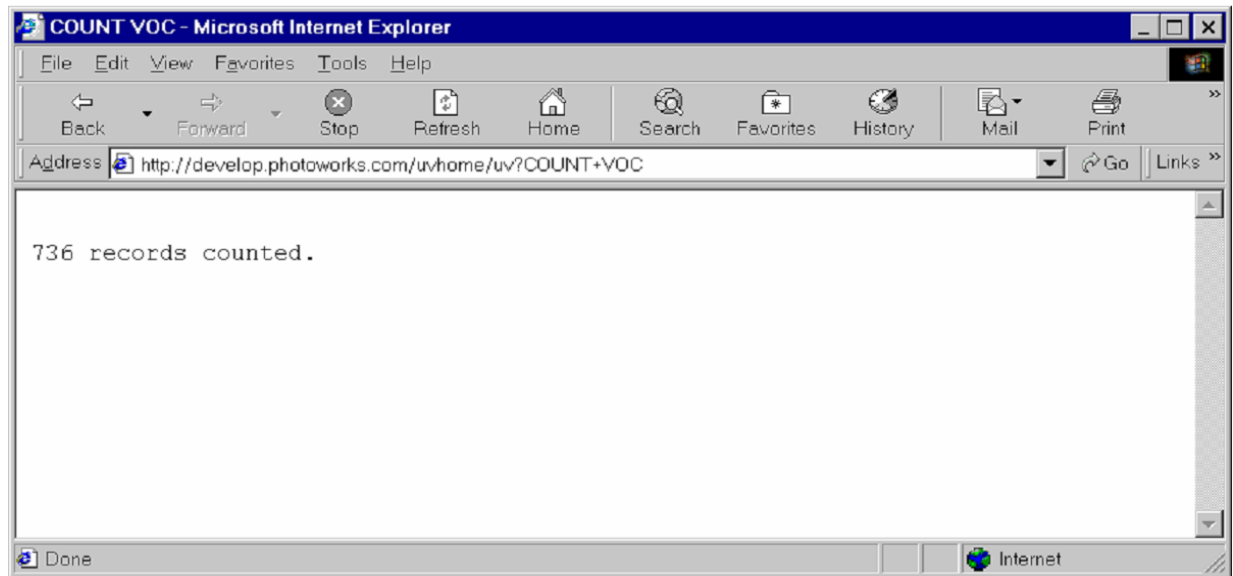 COUNT VOC - Microsoft Internet Explorer
File Edit View Favorites Tools Help
Back Forward Stop Refresh Home Search Favorites History Mail Print »
Address http://develop.photoworks.com/uvhome/uv?COUNT+VOC Go Links »
736 records counted.
Done Internet